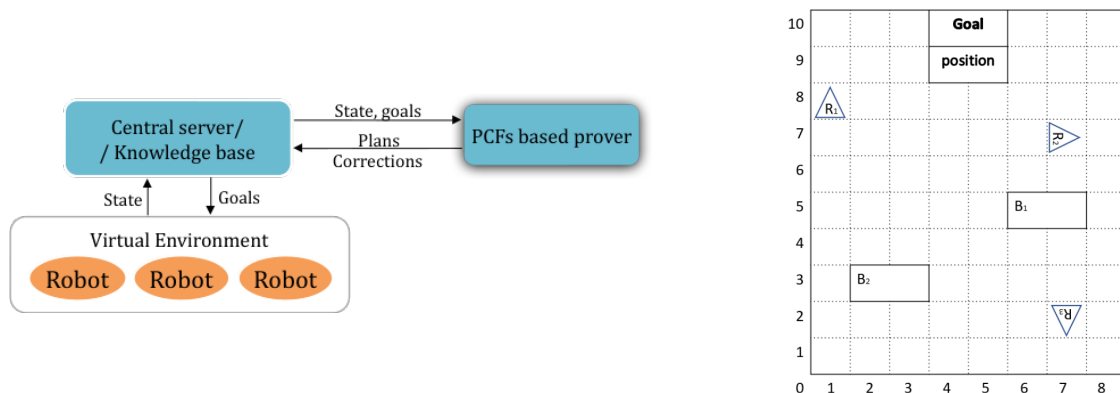 Central server/
/ Knowledge base
State, goals
Plans
Corrections
PCFs based prover
State
Goals
Virtual Environment
Robot Robot Robot
10 Goal
9 position
8 R₁
7 R₂
6
5 B₁
4
3 B₂
2 R₃
1
0 1 2 3 4 5 6 7 8